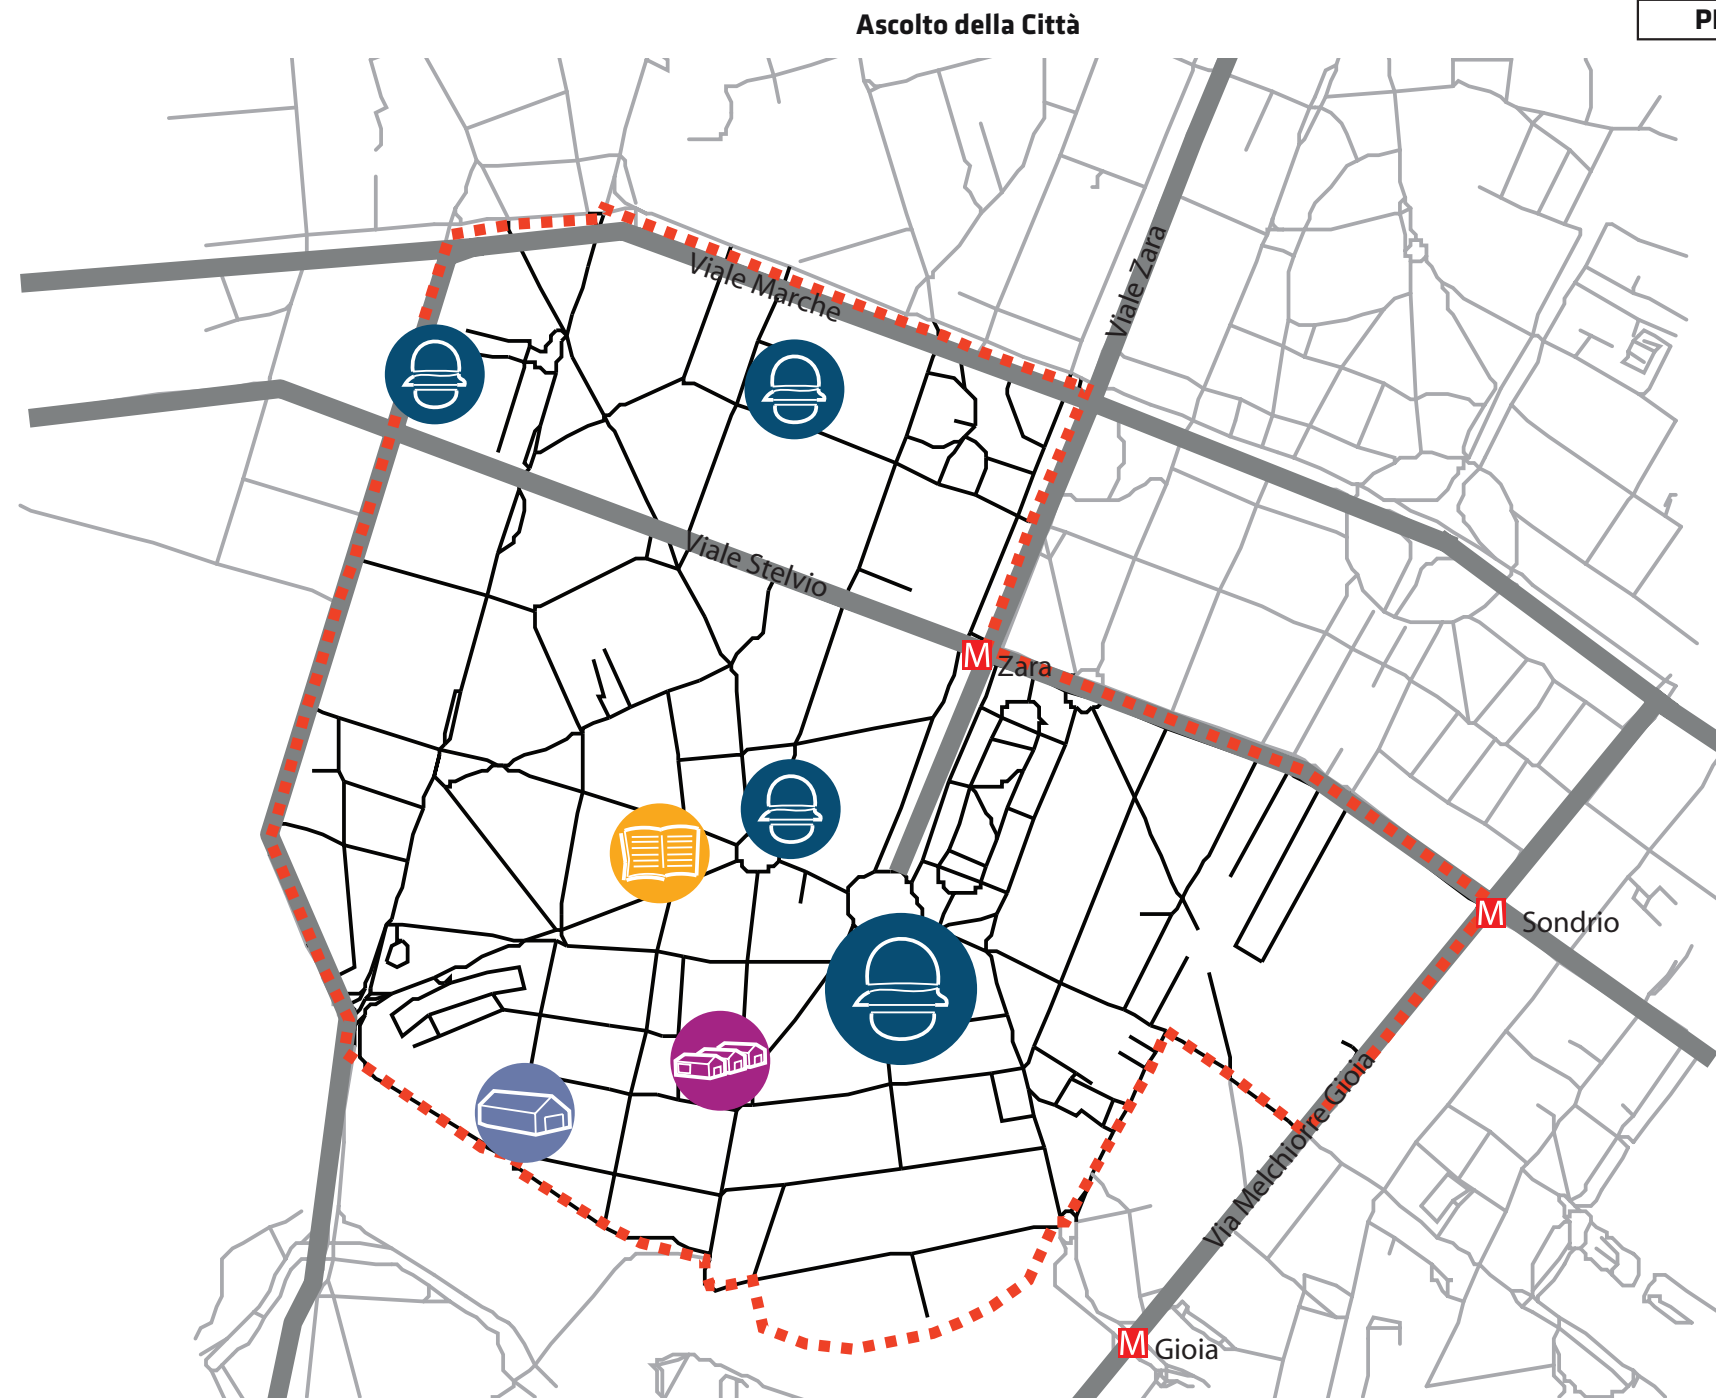 Ascolto della Città
Viale Zara
Viale Marche
Viale Stelvio
M Zara
M Sondrio
Via Melchiorre Gioia
M Gioia